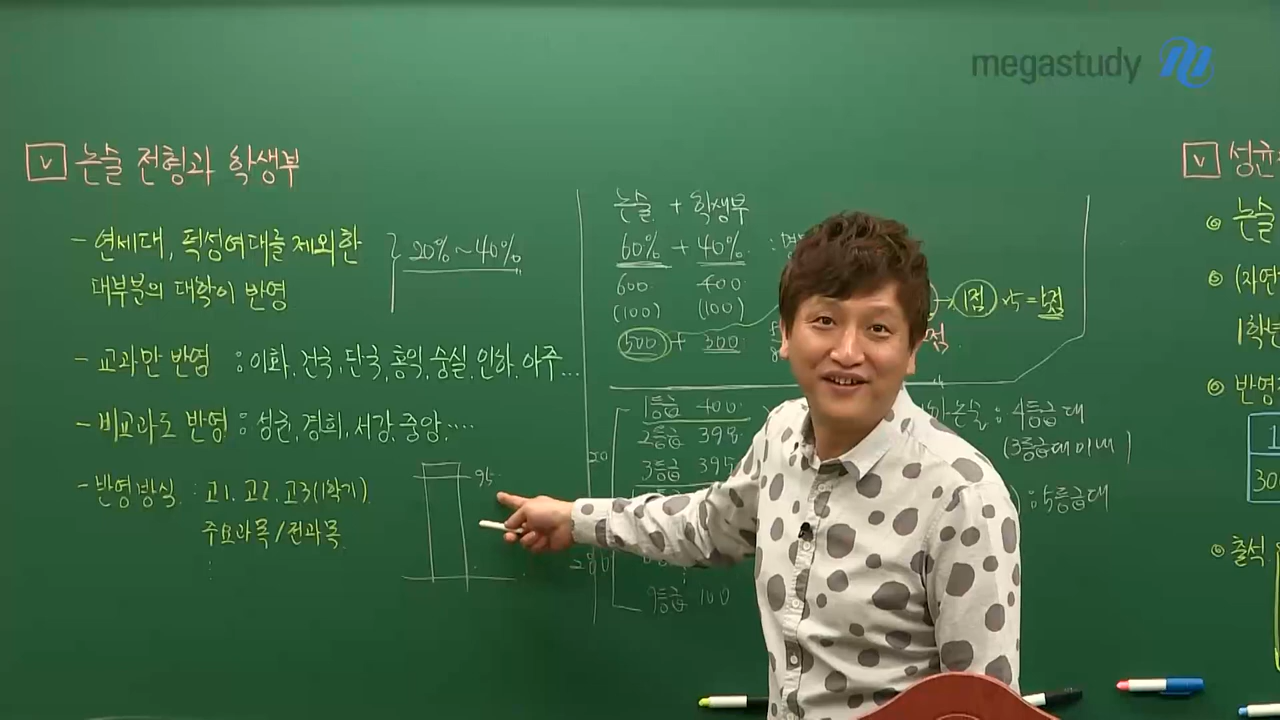 megastudy
v 논술 전형과 학생부
- 연세대, 덕성여대를 제외한
대부분의 대학이 반영
20% ~ 40%
- 교과만 반영 : 이화, 건국, 단국, 홍익, 숭실, 인하, 아주...
- 비교과도 반영 : 성균, 경희, 서강, 중앙, ....
- 반영방식 : 고1, 고2, 고3(1학기)
주요과목/전과목
95
논술 + 학생부
60% + 40% :
600 400
(100) (100)
500 + 300
→ 1점 ×5 = 5점
점
1등급 400
2등급 398
3등급 395
20
9등급 100
논술 : 4등급대
(3등급대 이내)
: 5등급대
v 성균
논술
(자연
1학년
반영
1
30
출석